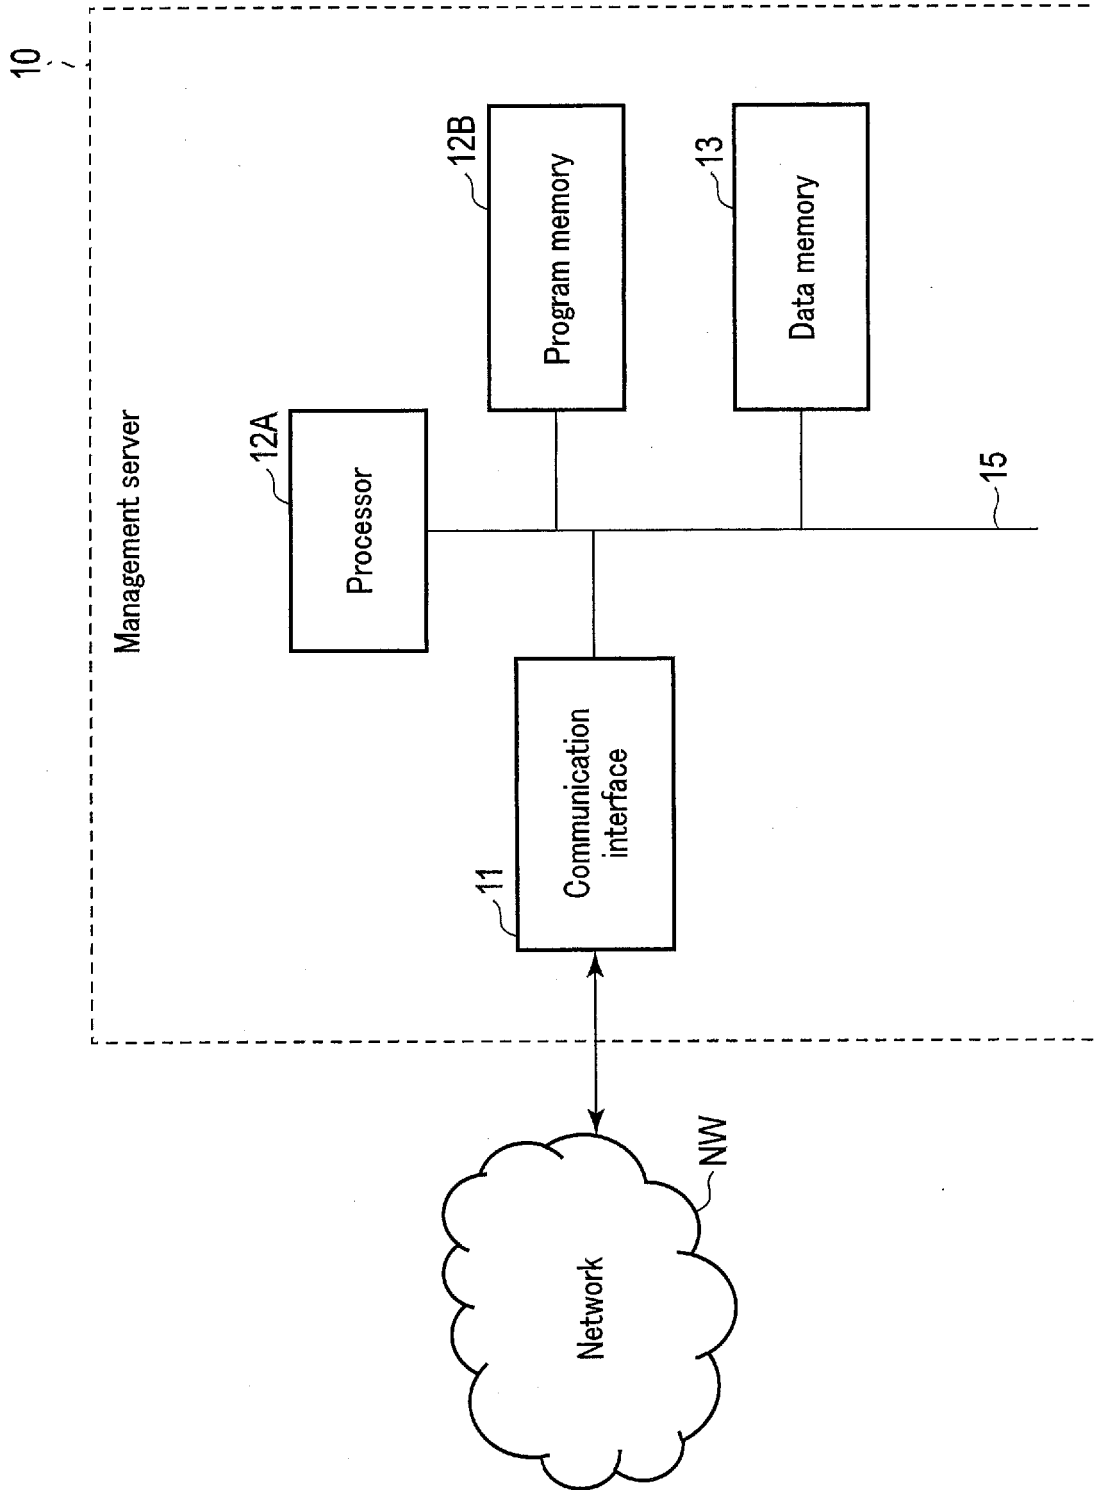 10
Management server
12A
Processor
12B
Program memory
11
Communication
interface
13
Data memory
15
Network
NW